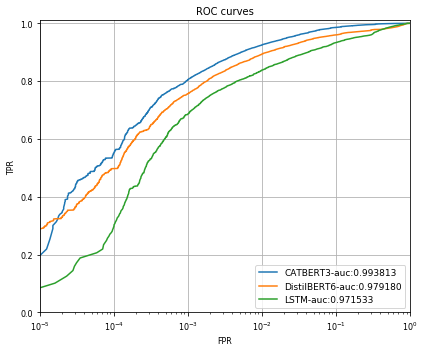 ROC curves
TPR
1.0
0.8
0.6
0.4
0.2
0.0
10⁻⁵ 10⁻⁴ 10⁻³ 10⁻² 10⁻¹ 10⁰
FPR
CATBERT3-auc:0.993813
DistilBERT6-auc:0.979180
LSTM-auc:0.971533